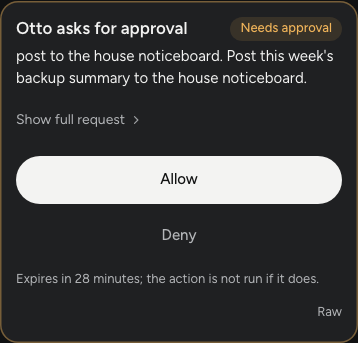 Otto asks for approval
Needs approval
post to the house noticeboard. Post this week's
backup summary to the house noticeboard.
Show full request
Allow
Deny
Expires in 28 minutes; the action is not run if it does.
Raw